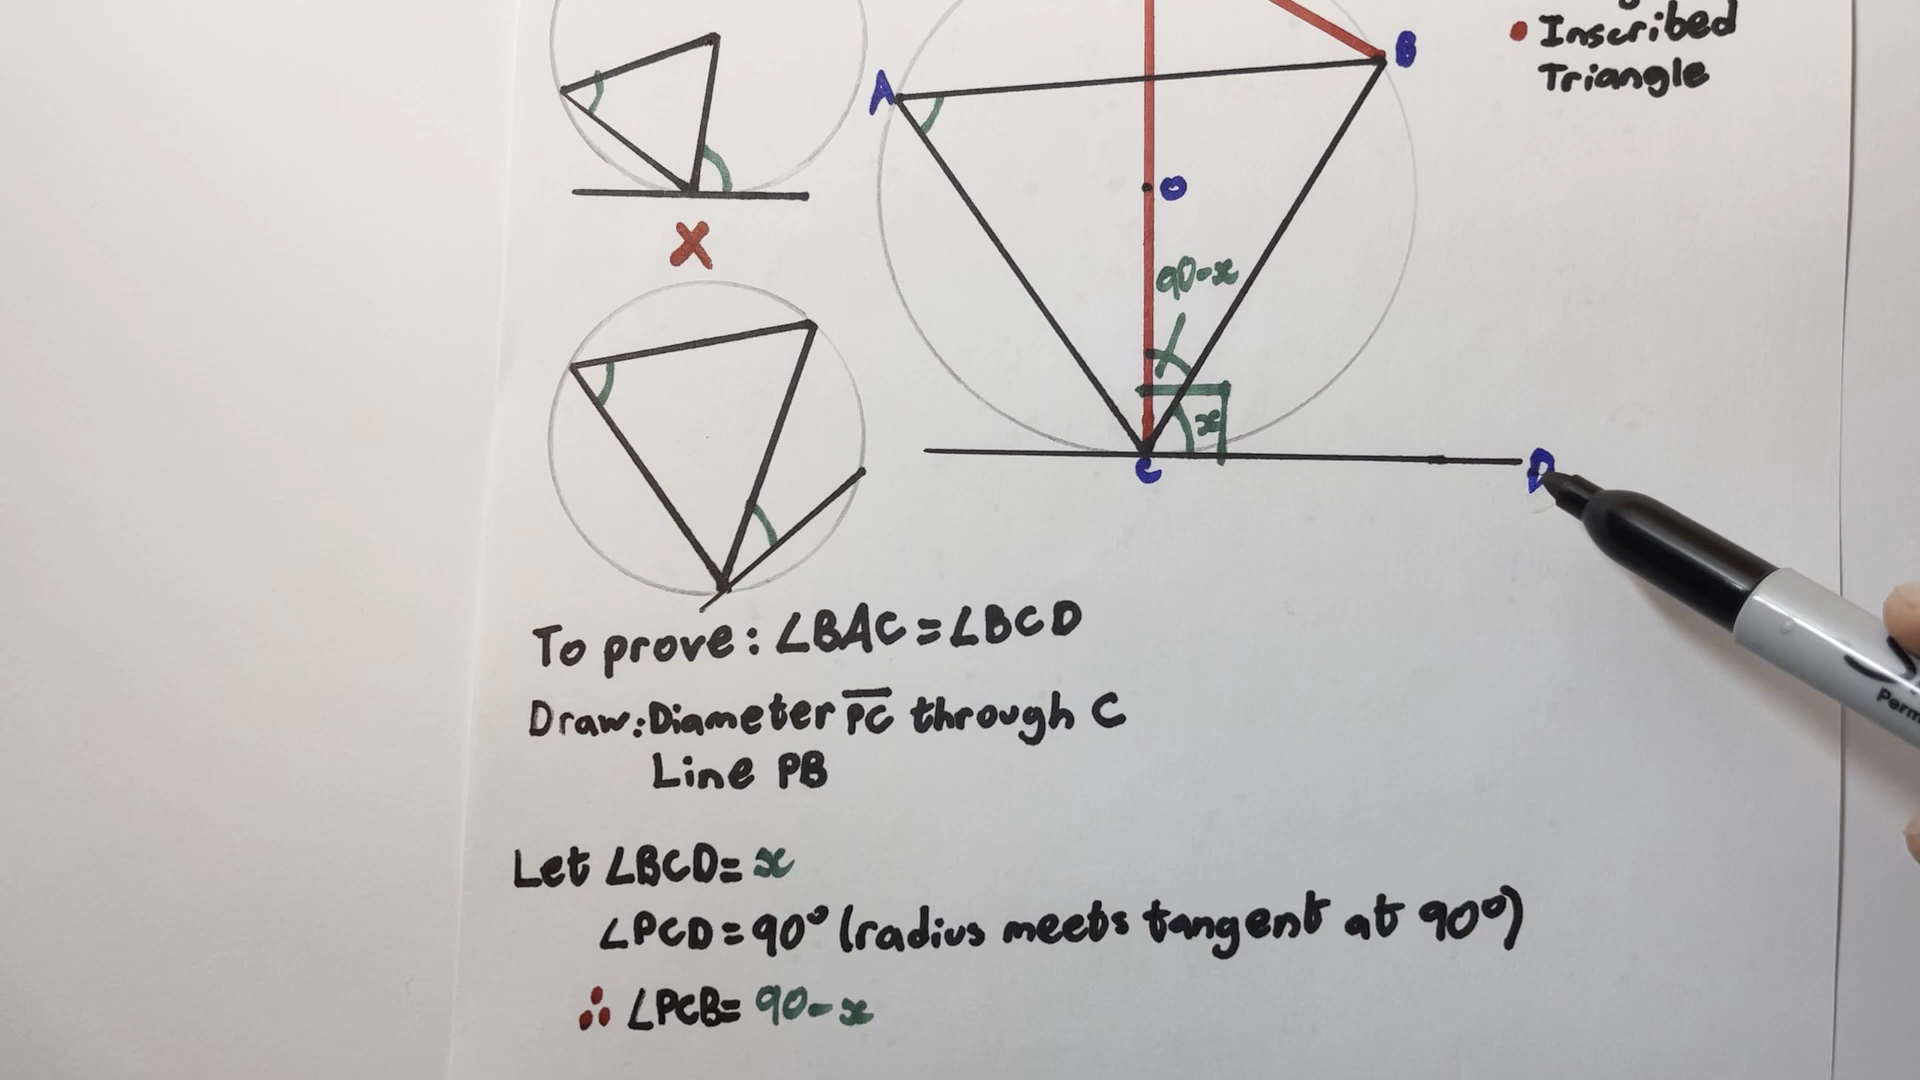 • Inscribed
Triangle
A
B
O
90-x
x
C
D
X
To prove: ∠BAC = ∠BCD
Draw: Diameter P̅C̅ through C
Line PB
Let ∠BCD = x
∠PCD = 90° (radius meets tangent at 90°)
∴ ∠PCB = 90-x